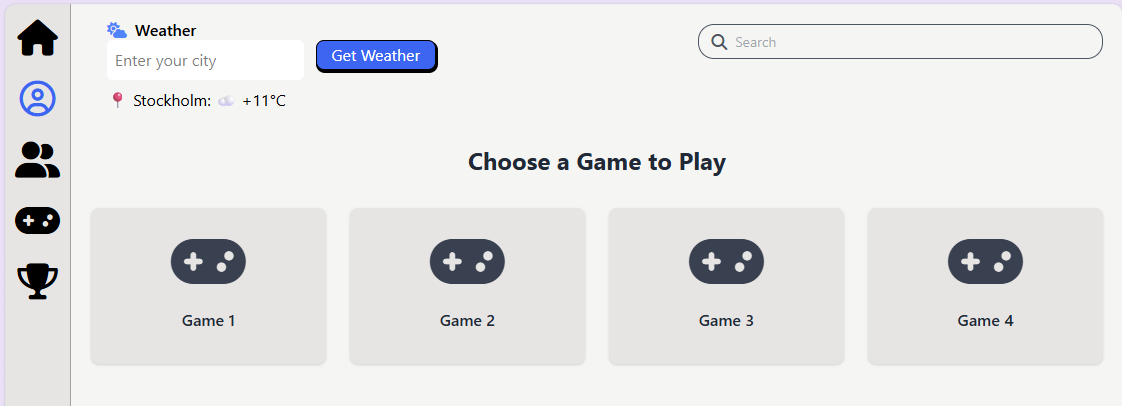 Weather
Enter your city
Get Weather
Search
Stockholm: +11°C
Choose a Game to Play
Game 1
Game 2
Game 3
Game 4